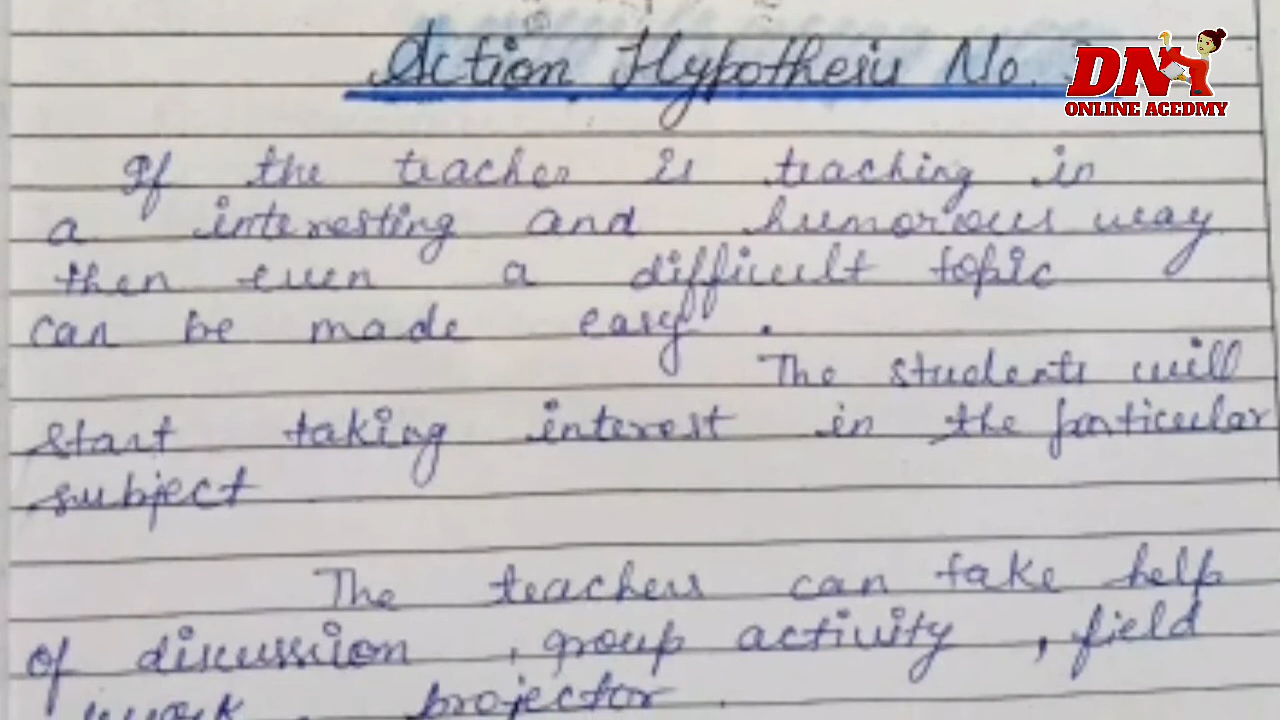 Action Hypothesis No.
DN
ONLINE ACEDMY
If the teacher is teaching in
a interesting and humorous way
then even a difficult topic
can be made easy .
The students will
start taking interest in the particular
subject
The teachers can take help
of discussion , group activity , field
work , projector .